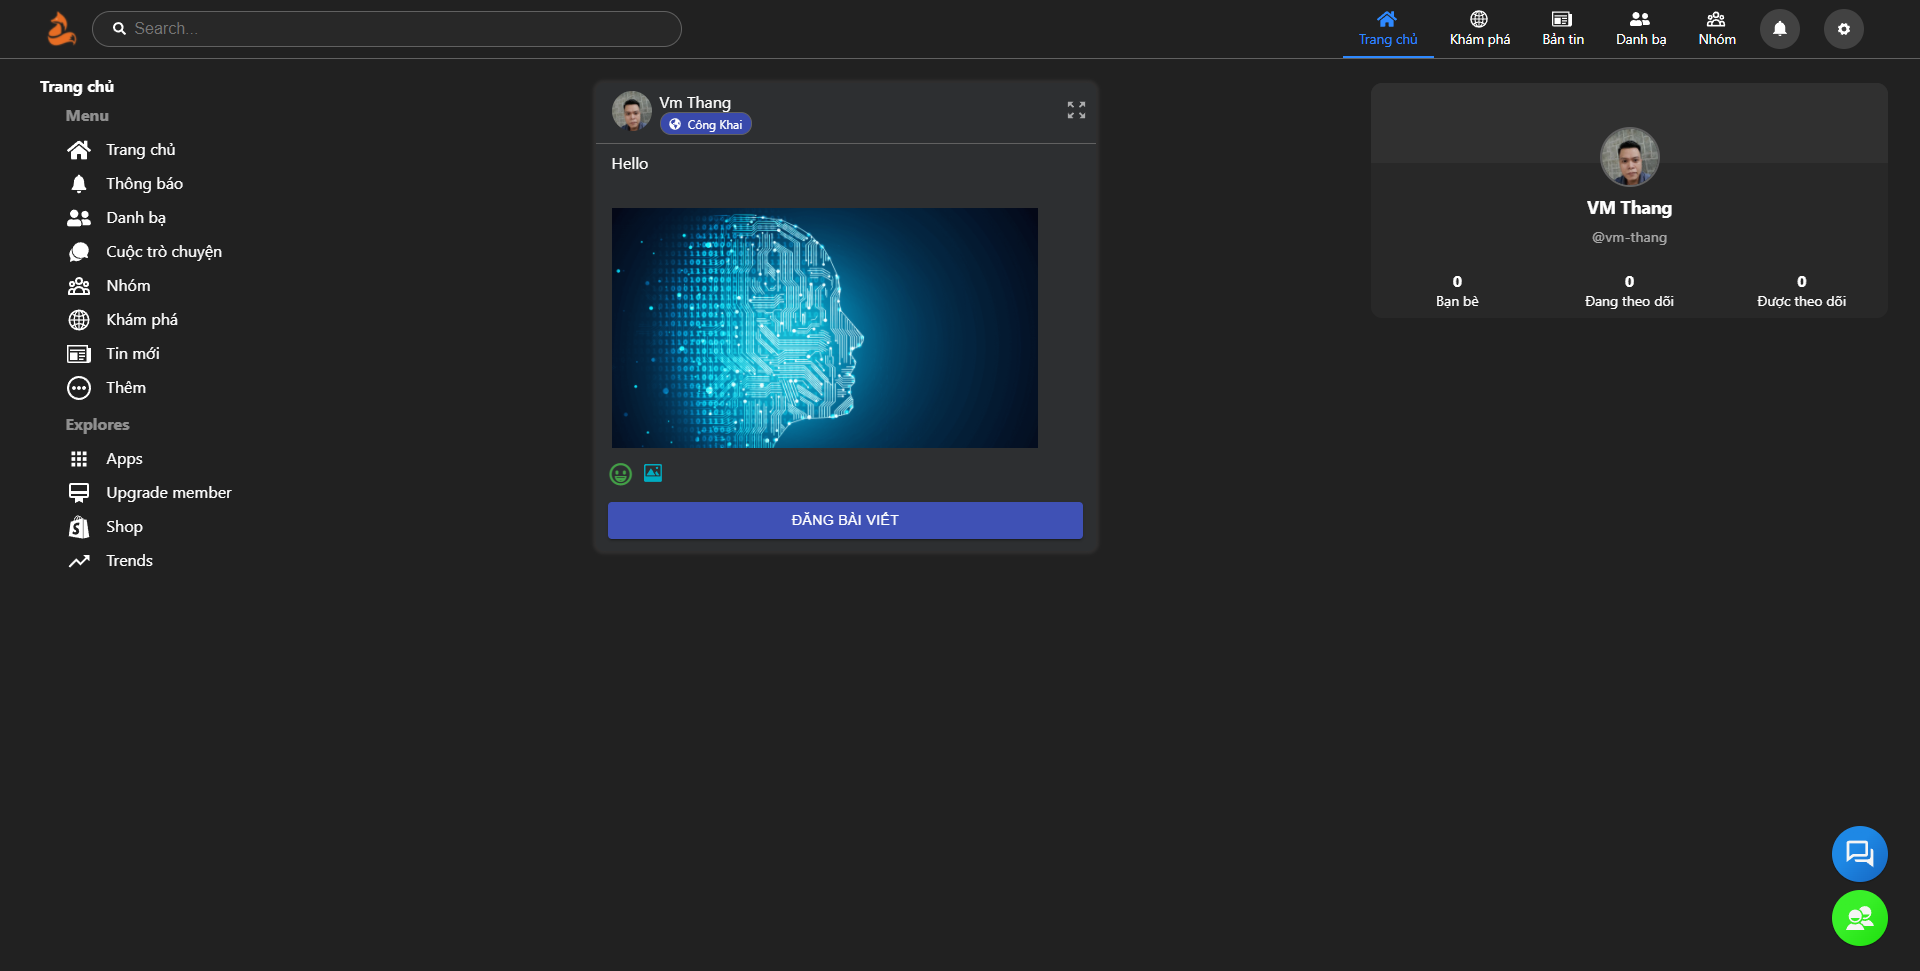 Search...
Trang chủ
Khám phá
Bản tin
Danh bạ
Nhóm
Trang chủ
Menu
Trang chủ
Thông báo
Danh bạ
Cuộc trò chuyện
Nhóm
Khám phá
Tin mới
Thêm
Explores
Apps
Upgrade member
Shop
Trends
Vm Thang
Công Khai
Hello
ĐĂNG BÀI VIẾT
VM Thang
@vm-thang
0
Bạn bè
0
Đang theo dõi
0
Được theo dõi